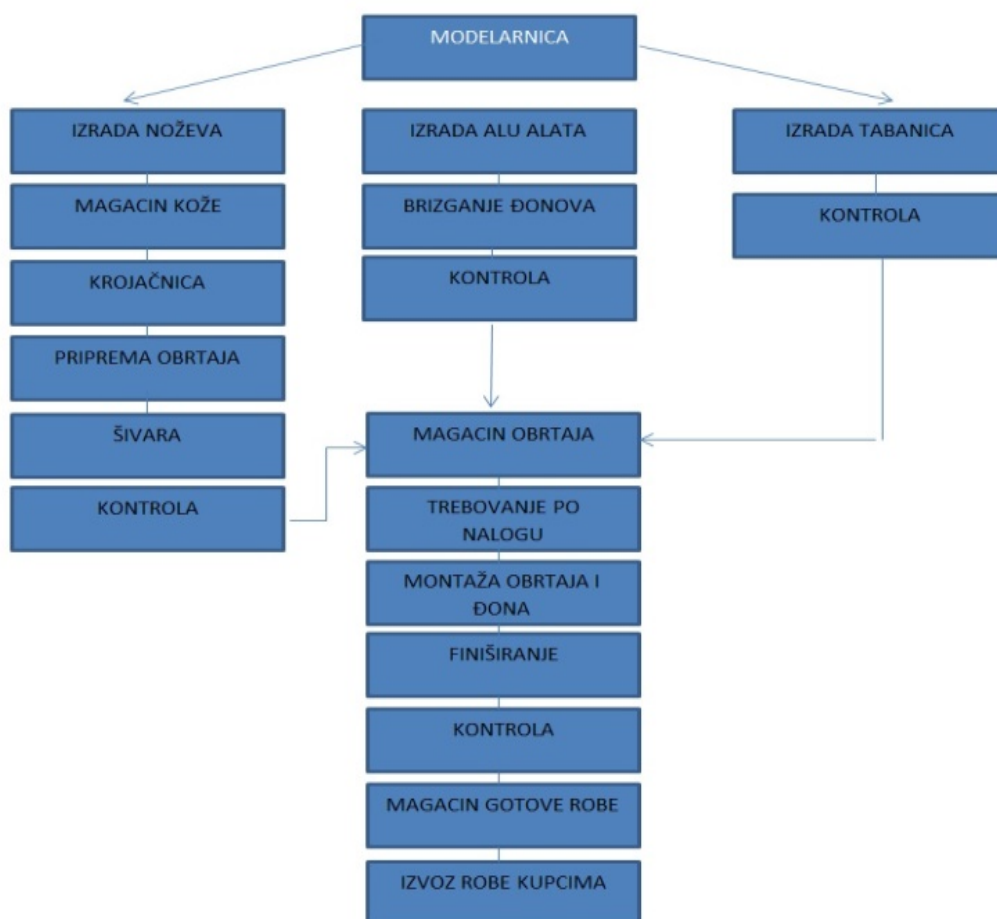 MODELARNICA
IZRADA NOŽEVA
MAGACIN KOŽE
KROJAČNICA
PRIPREMA OBRTAJA
ŠIVARA
KONTROLA
IZRADA ALU ALATA
BRIZGANJE ĐONOVA
KONTROLA
IZRADA TABANICA
KONTROLA
MAGACIN OBRTAJA
TREBOVANJE PO
NALOGU
MONTAŽA OBRTAJA I
ĐONA
FINIŠIRANJE
KONTROLA
MAGACIN GOTOVE ROBE
IZVOZ ROBE KUPCIMA